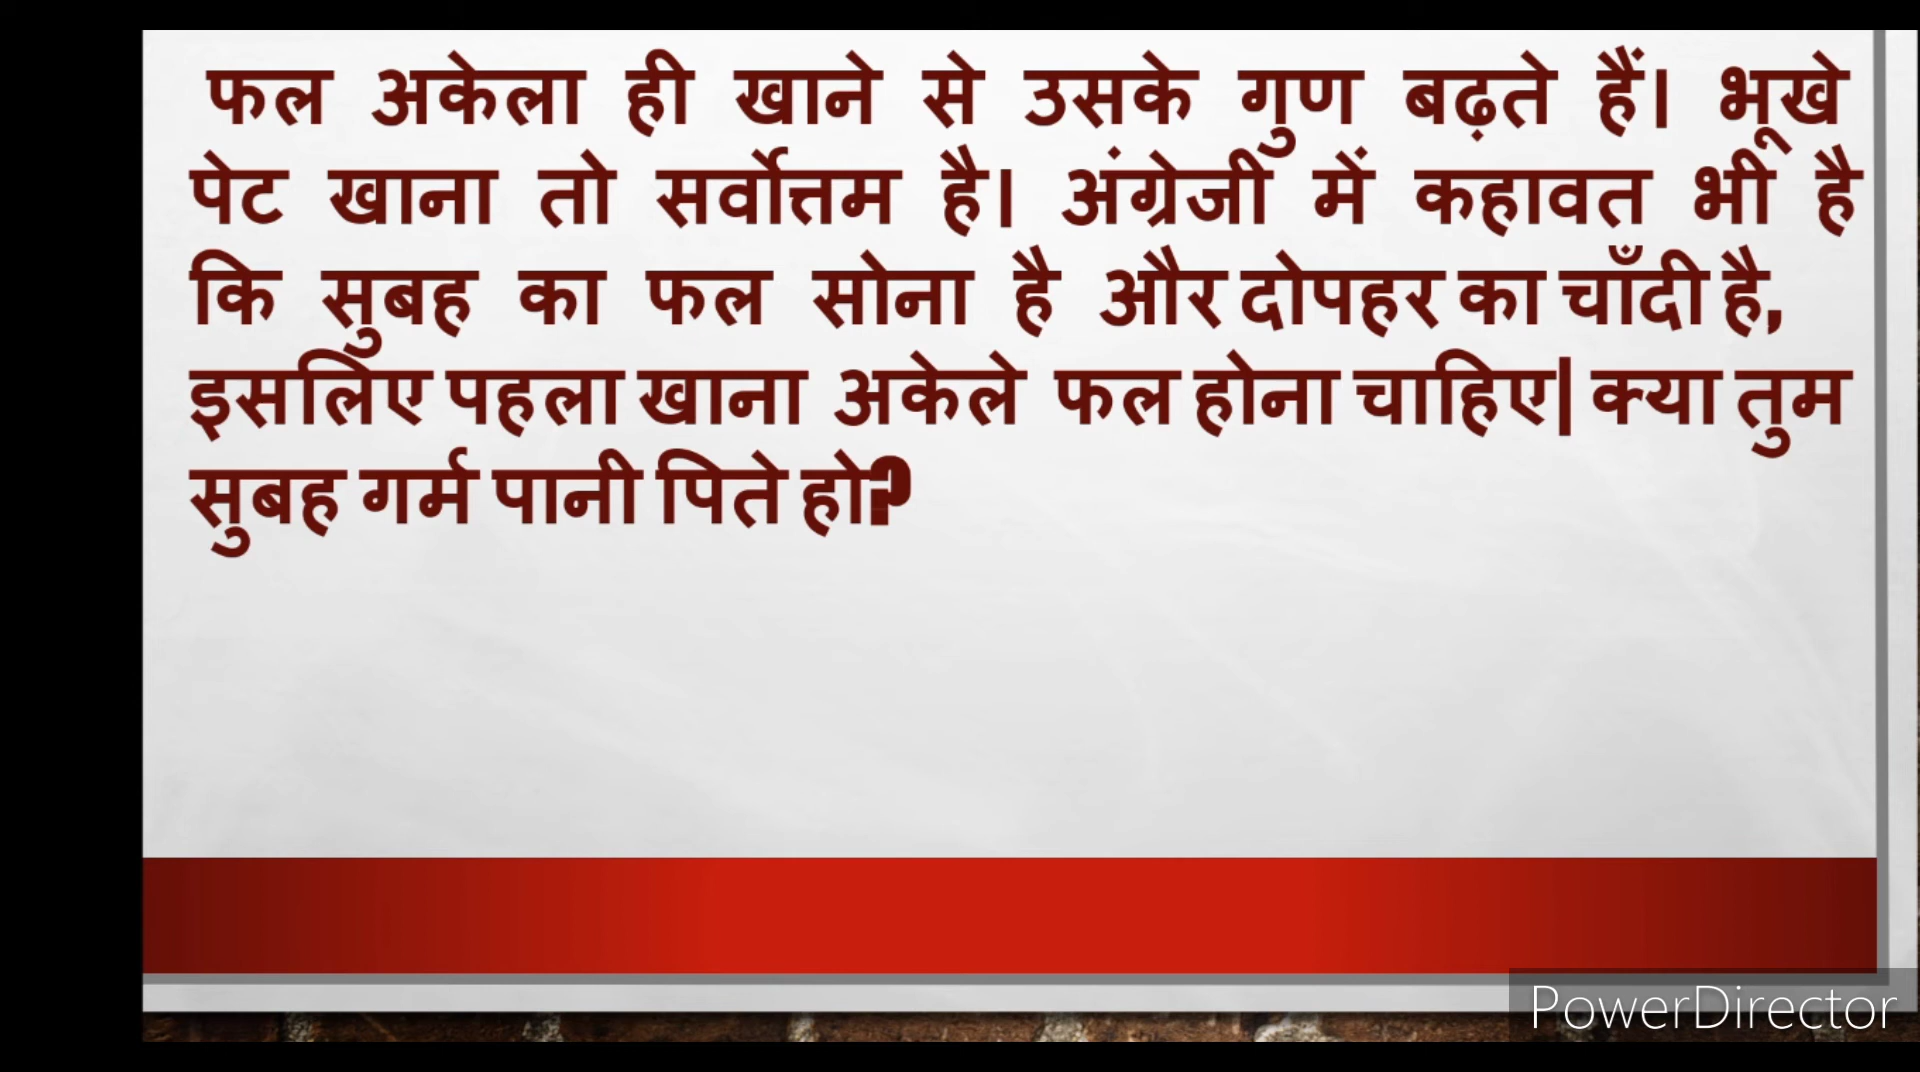 फल अकेला ही खाने से उसके गुण बढ़ते हैं। भूखे
पेट खाना तो सर्वोत्तम है। अंग्रेजी में कहावत भी है
कि सुबह का फल सोना है और दोपहर का चाँदी है,
इसलिए पहला खाना अकेले फल होना चाहिए| क्या तुम
सुबह गर्म पानी पिते हो?
PowerDirector